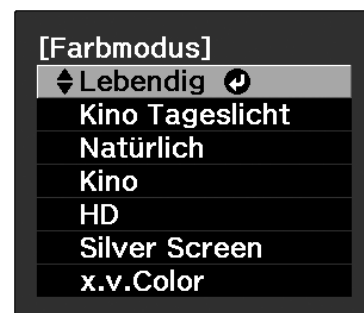 [Farbmodus]
Lebendig
Kino Tageslicht
Natürlich
Kino
HD
Silver Screen
x.v.Color